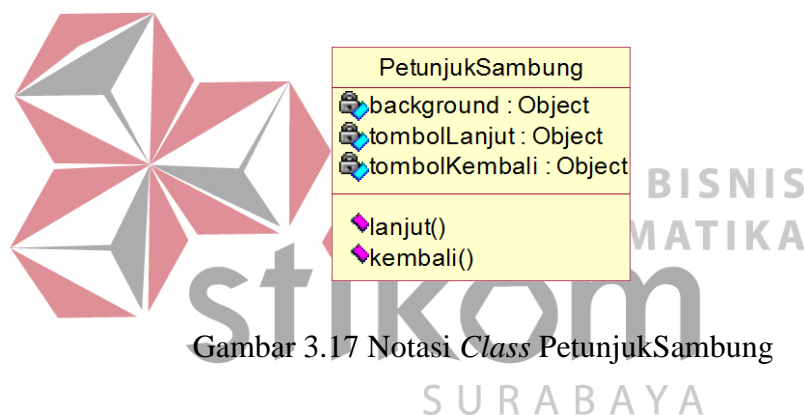 PetunjukSambung
background : Object
tombolLanjut : Object
tombolKembali : Object
BISNIS
lanjut()
MATIKA
kembali()
stikom
Gambar 3.17 Notasi Class PetunjukSambung
SURABAYA